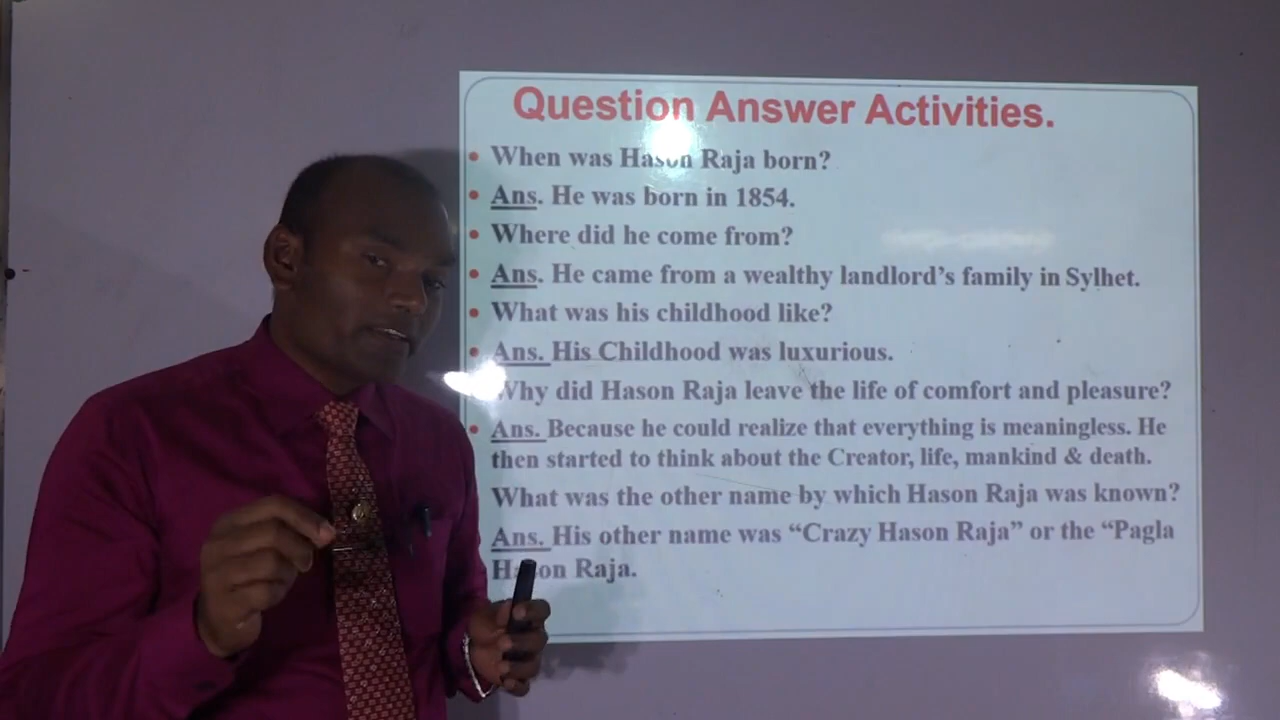 Question Answer Activities.
• When was Hason Raja born?
• Ans. He was born in 1854.
• Where did he come from?
• Ans. He came from a wealthy landlord’s family in Sylhet.
• What was his childhood like?
• Ans. His Childhood was luxurious.
Why did Hason Raja leave the life of comfort and pleasure?
• Ans. Because he could realize that everything is meaningless. He
then started to think about the Creator, life, mankind & death.
What was the other name by which Hason Raja was known?
Ans. His other name was “Crazy Hason Raja” or the “Pagla
Hason Raja.